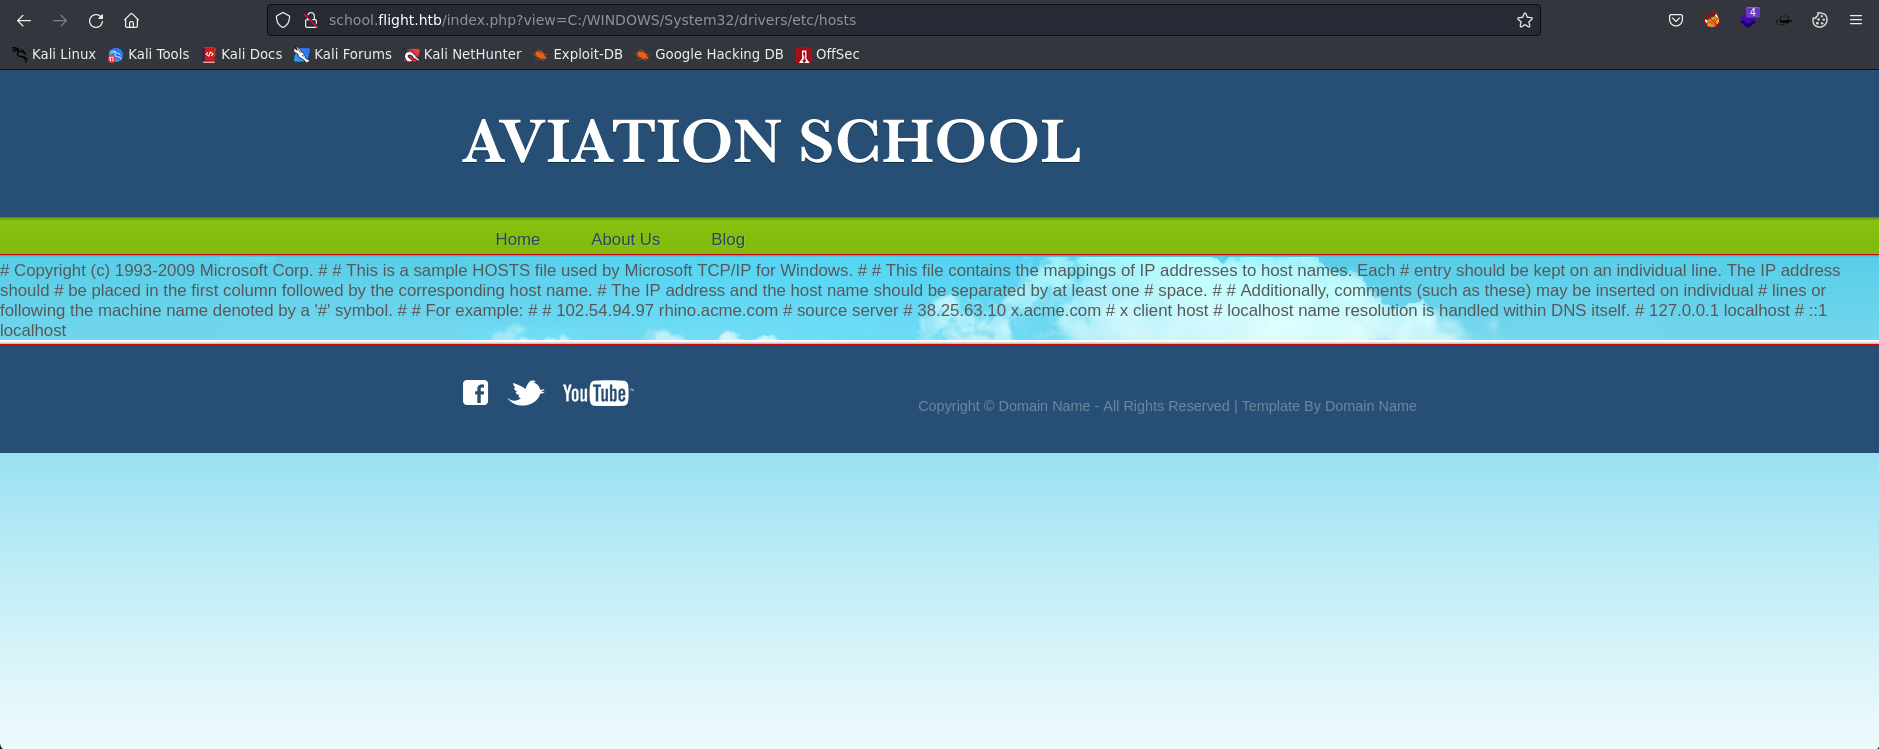 school.flight.htb/index.php?view=C:/WINDOWS/System32/drivers/etc/hosts
4
Kali Linux Kali Tools Kali Docs Kali Forums Kali NetHunter Exploit-DB Google Hacking DB OffSec
AVIATION SCHOOL
Home About Us Blog
# Copyright (c) 1993-2009 Microsoft Corp. # # This is a sample HOSTS file used by Microsoft TCP/IP for Windows. # # This file contains the mappings of IP addresses to host names. Each # entry should be kept on an individual line. The IP address
should # be placed in the first column followed by the corresponding host name. # The IP address and the host name should be separated by at least one # space. # # Additionally, comments (such as these) may be inserted on individual # lines or
following the machine name denoted by a '#' symbol. # # For example: # # 102.54.94.97 rhino.acme.com # source server # 38.25.63.10 x.acme.com # x client host # localhost name resolution is handled within DNS itself. # 127.0.0.1 localhost # ::1
localhost
YouTube
Copyright © Domain Name - All Rights Reserved | Template By Domain Name